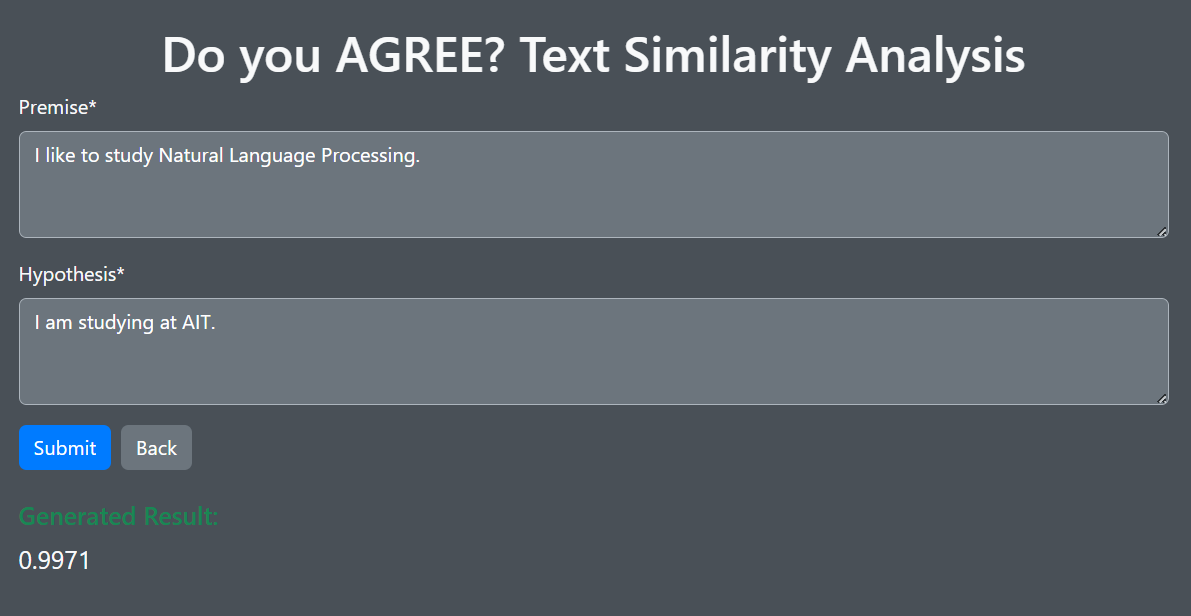 Do you AGREE? Text Similarity Analysis
Premise*
I like to study Natural Language Processing.
Hypothesis*
I am studying at AIT.
Submit Back
Generated Result:
0.9971